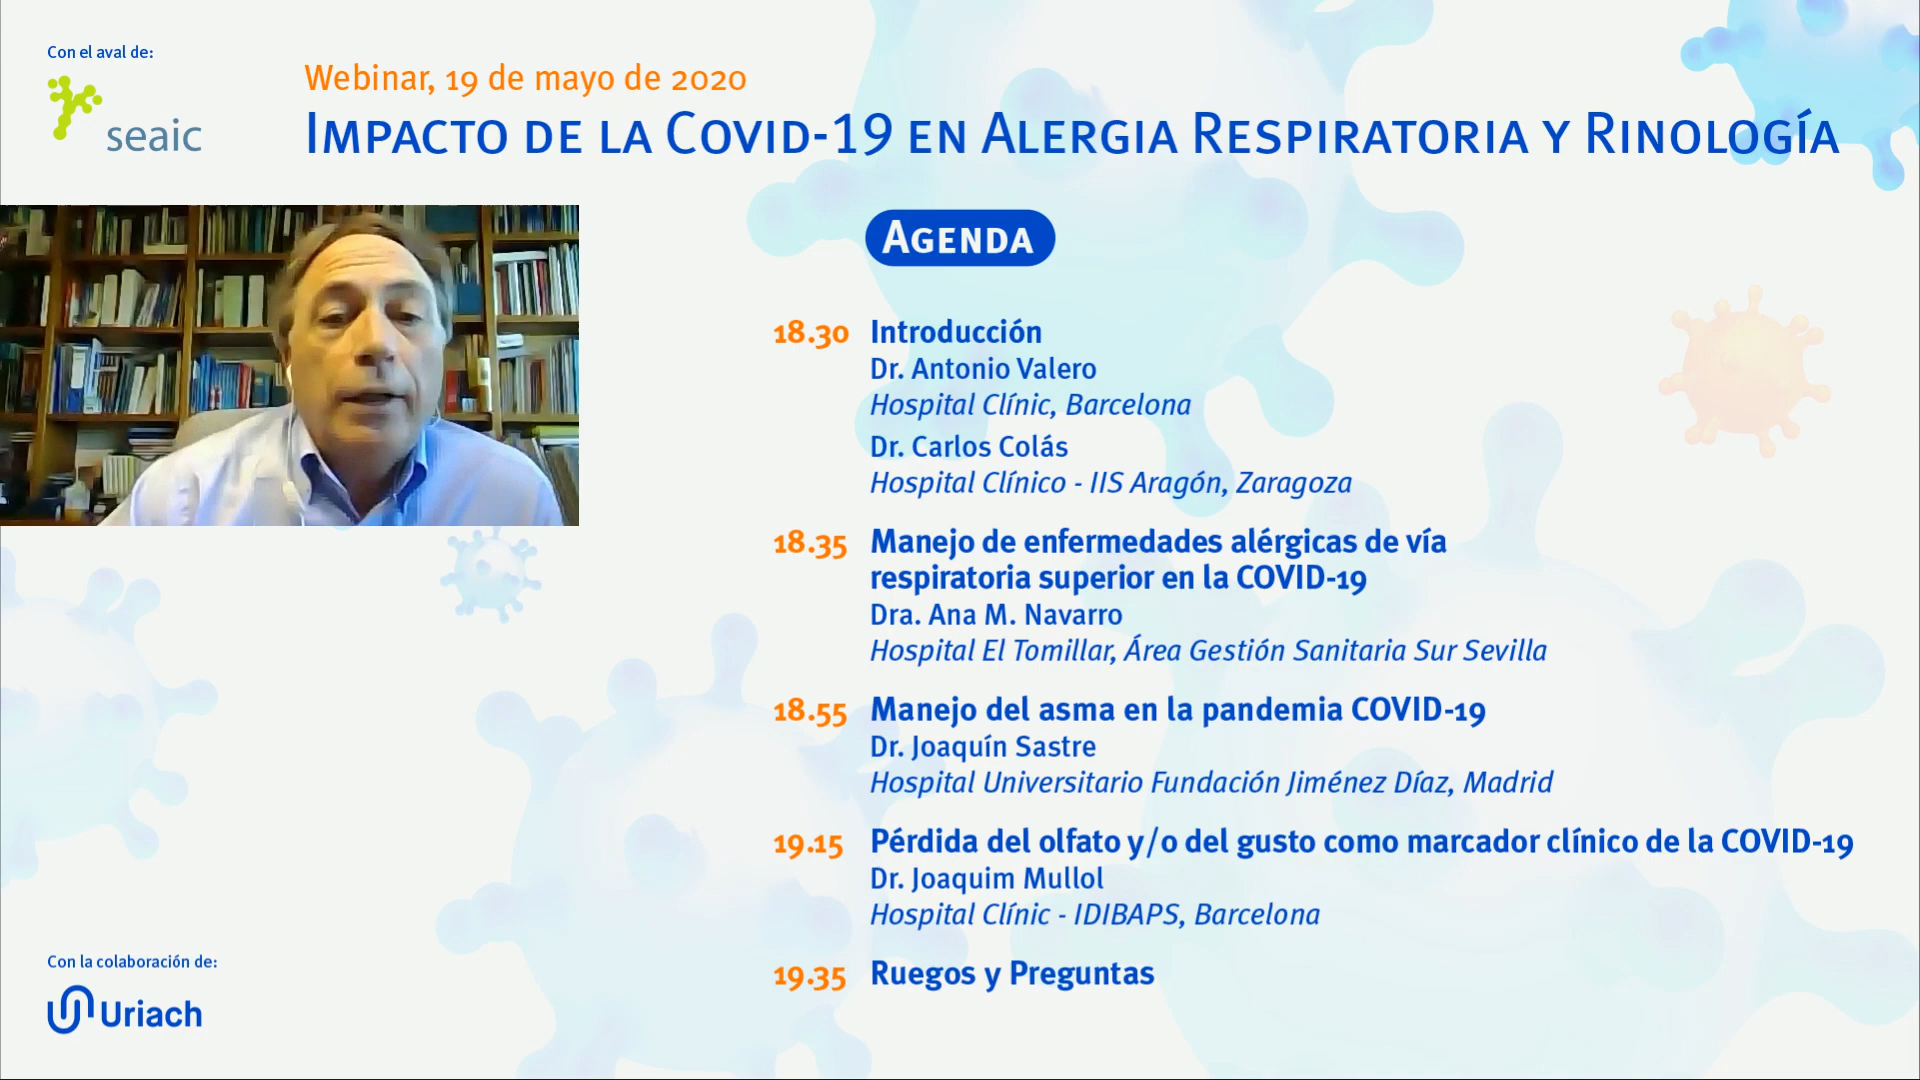 Con el aval de:
seaic
Webinar, 19 de mayo de 2020
Impacto de la Covid-19 en Alergia Respiratoria y Rinología
Agenda
18.30 Introducción
Dr. Antonio Valero
Hospital Clínic, Barcelona
Dr. Carlos Colás
Hospital Clínico - IIS Aragón, Zaragoza
18.35 Manejo de enfermedades alérgicas de vía
respiratoria superior en la COVID-19
Dra. Ana M. Navarro
Hospital El Tomillar, Área Gestión Sanitaria Sur Sevilla
18.55 Manejo del asma en la pandemia COVID-19
Dr. Joaquín Sastre
Hospital Universitario Fundación Jiménez Díaz, Madrid
19.15 Pérdida del olfato y/o del gusto como marcador clínico de la COVID-19
Dr. Joaquim Mullol
Hospital Clínic - IDIBAPS, Barcelona
19.35 Ruegos y Preguntas
Con la colaboración de:
Uriach